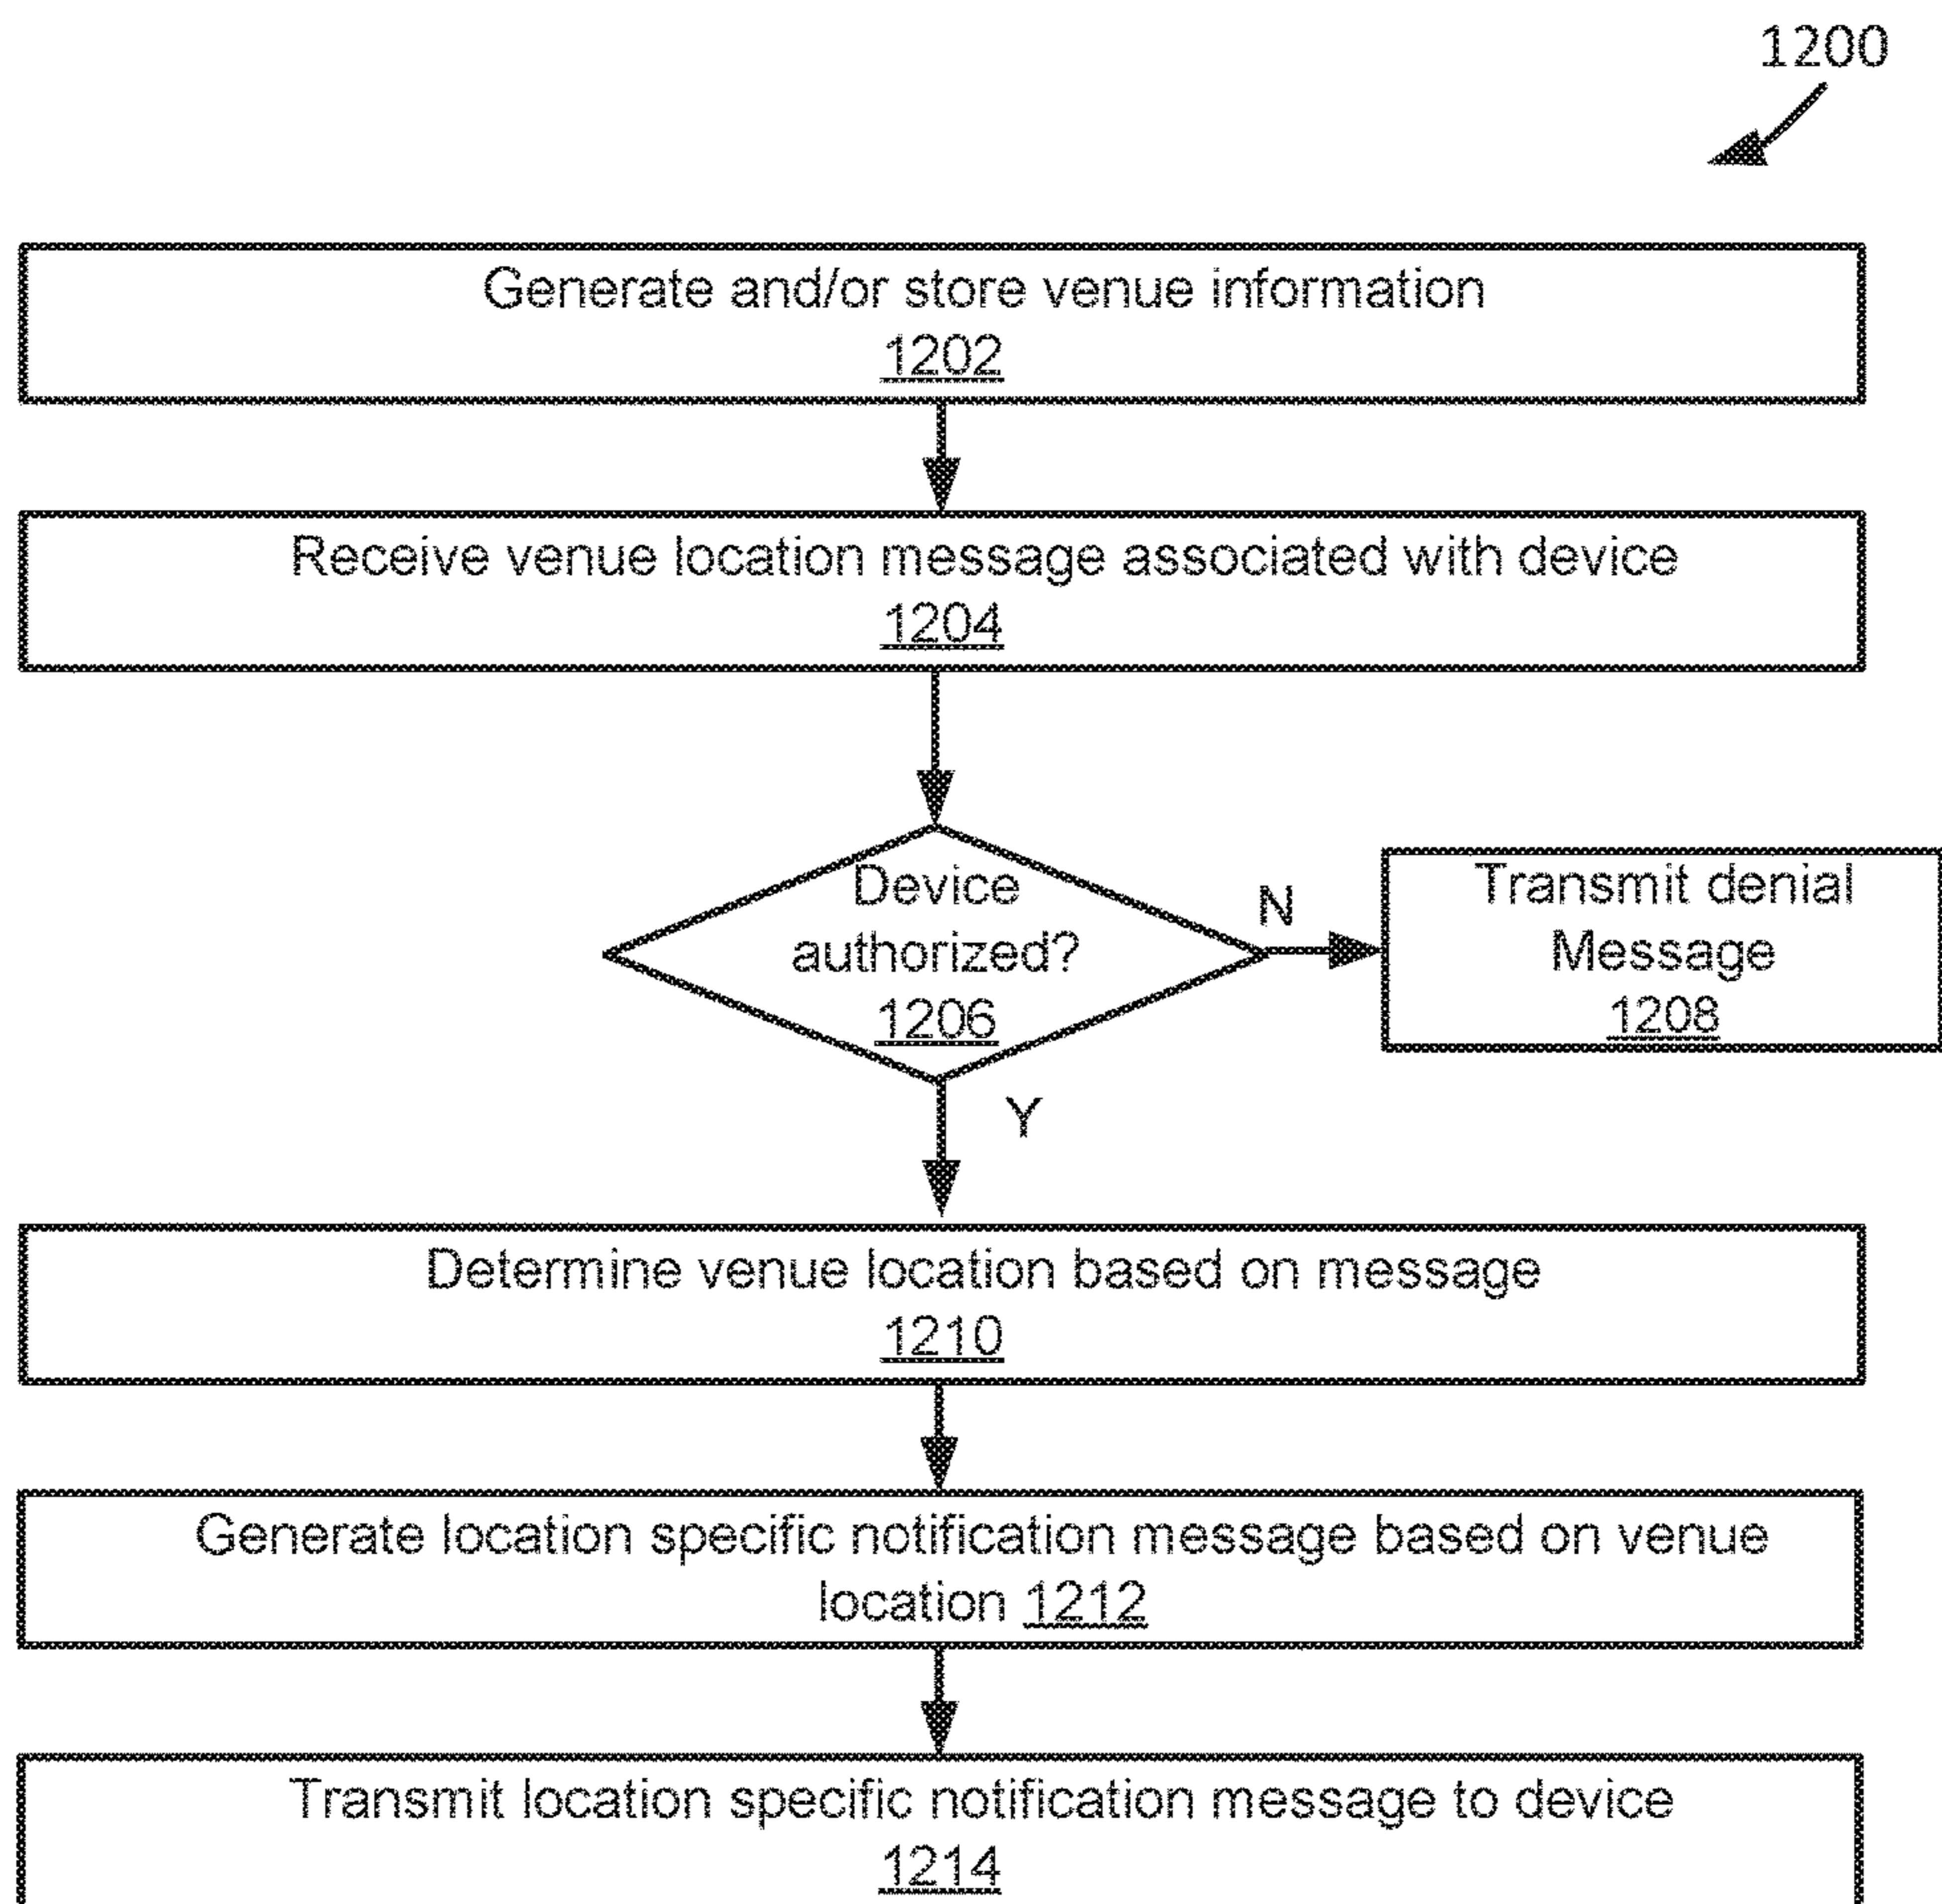 1200
Generate and/or store venue information
1202
Receive venue location message associated with device
1204
Device
authorized?
1206
N
Transmit denial
Message
1208
Y
Determine venue location based on message
1210
Generate location specific notification message based on venue
location 1212
Transmit location specific notification message to device
1214